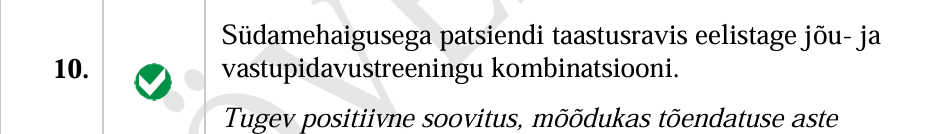 Südamehaigusega patsiendi taastusravis eelistage jõu- ja
10. vastupidavustreeningu kombinatsiooni.
Tugev positiivne soovitus, mõõdukas tõendatuse aste